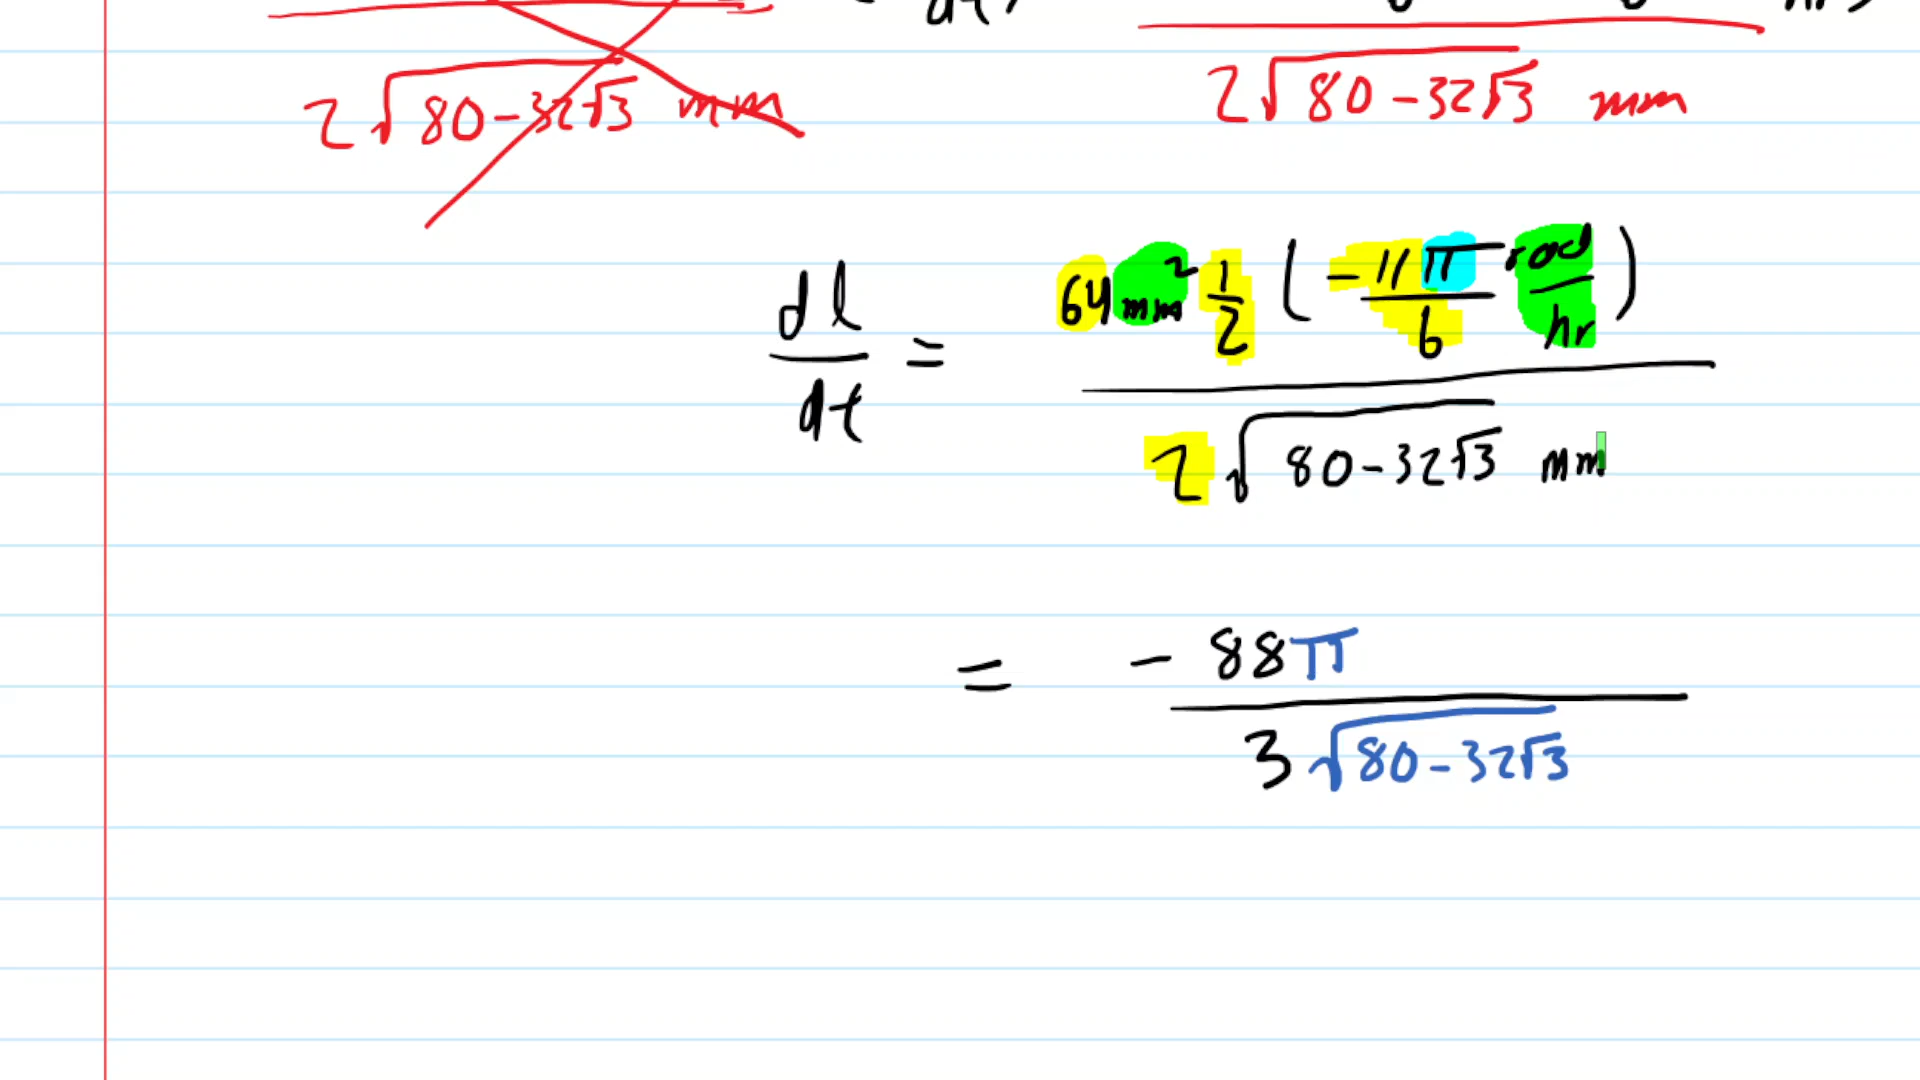 2√80-32√3 mm 2√80-32√3 mm
dl/dt = 64 mm² 1/2 (-11π/6 rad/hr) / 2√80-32√3 mm
= -88π / 3√80-32√3